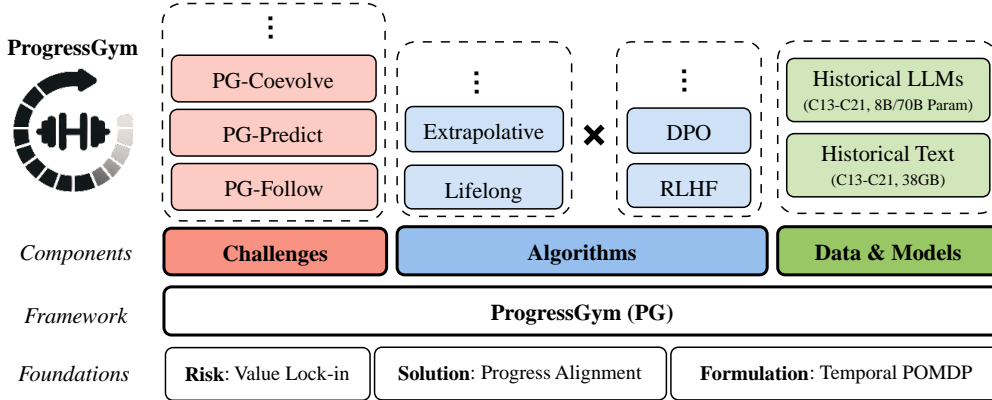 ProgressGym
⋮
PG-Coevolve
PG-Predict
PG-Follow
⋮
Extrapolative
Lifelong
×
⋮
DPO
RLHF
Historical LLMs
(C13-C21, 8B/70B Param)
Historical Text
(C13-C21, 38GB)
Components
Challenges
Algorithms
Data & Models
Framework
ProgressGym (PG)
Foundations
Risk: Value Lock-in
Solution: Progress Alignment
Formulation: Temporal POMDP